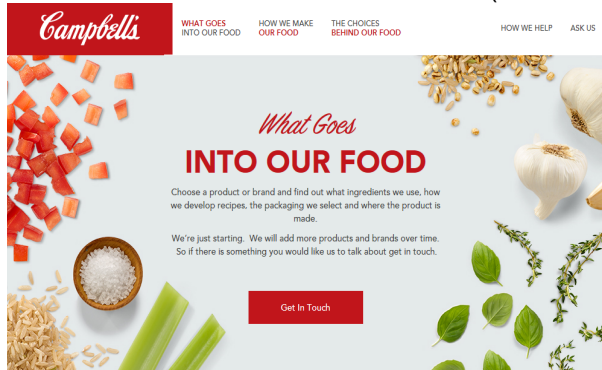 Campbell's
WHAT GOES
INTO OUR FOOD
HOW WE MAKE
OUR FOOD
THE CHOICES
BEHIND OUR FOOD
HOW WE HELP
ASK US
What Goes
INTO OUR FOOD
Choose a product or brand and find out what ingredients we use, how
we develop recipes, the packaging we select and where the product is
made.
We're just starting. We will add more products and brands over time.
So if there is something you would like us to talk about get in touch.
Get In Touch